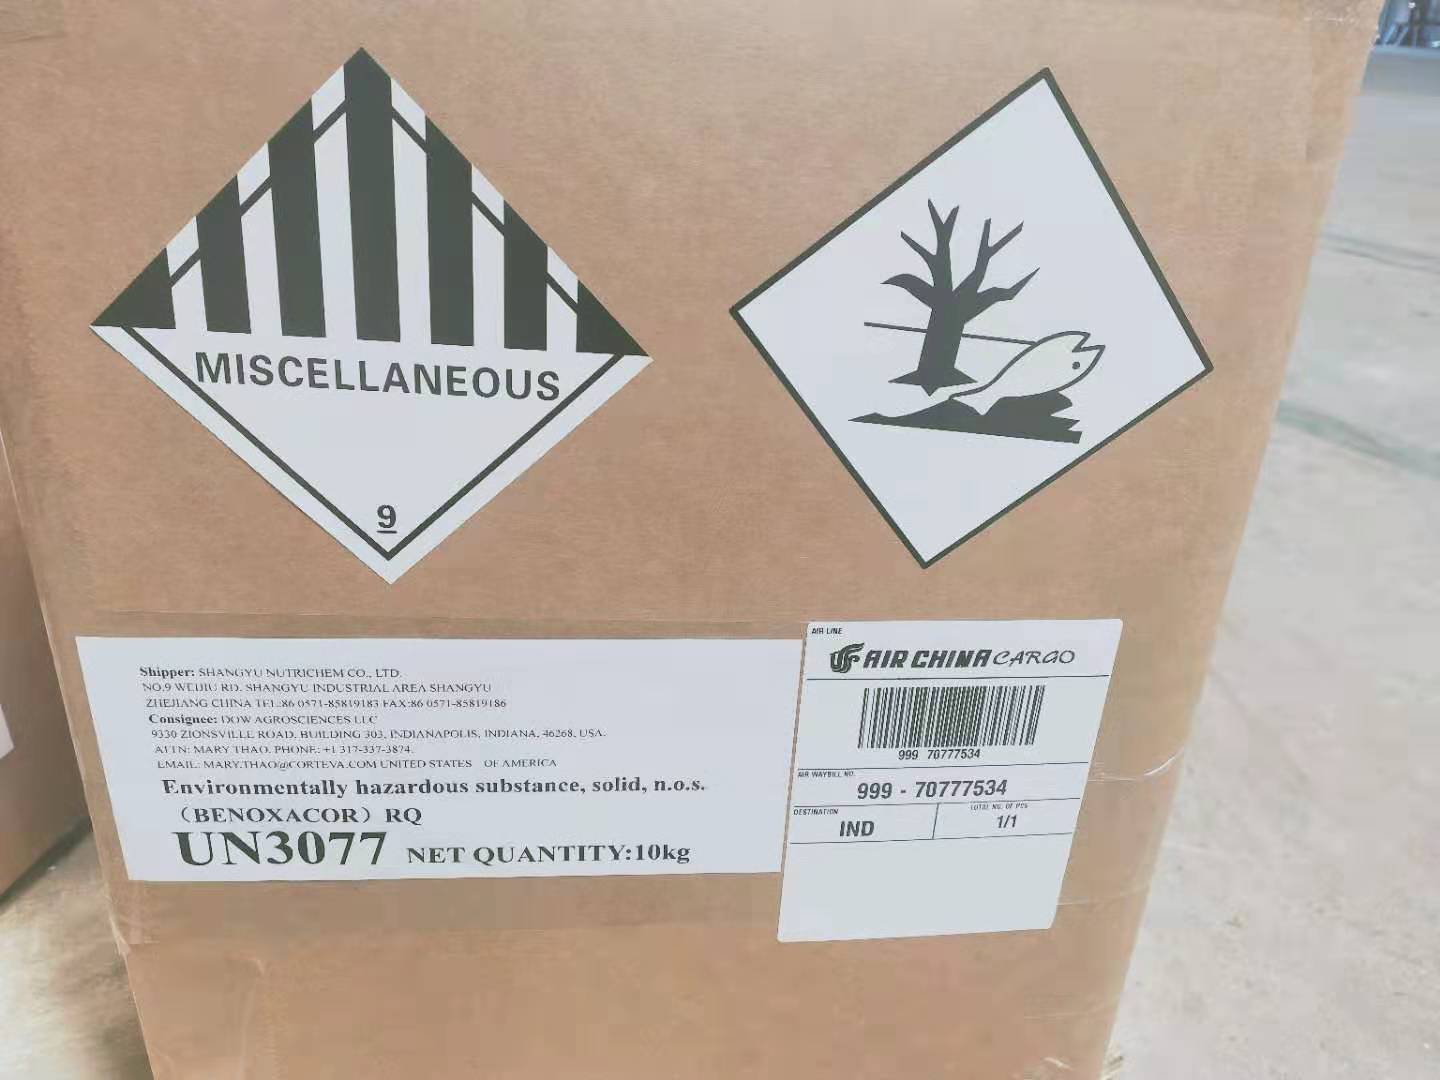 MISCELLANEOUS
9
Shipper: SHANGYU NUTRICHEM CO., LTD.
NO.9 WEIJIU RD. SHANGYU INDUSTRIAL AREA SHANGYU
ZHEJIANG CHINA TEL:86 0571-85819183 FAX:86 0571-85819186
Consignee: DOW AGROSCIENCES LLC
9330 ZIONSVILLE ROAD, BUILDING 303, INDIANAPOLIS, INDIANA, 46268, USA.
ATTN: MARY THAO. PHONE: +1 317-337-3874.
EMAIL: MARY.THAO@CORTEVA.COM UNITED STATES OF AMERICA
Environmentally hazardous substance, solid, n.o.s.
（BENOXACOR）RQ
UN3077 NET QUANTITY:10kg
AIR LINE
AIR CHINA CARGO
999 70777534
AIR WAYBILL NO.
999 - 70777534
DESTINATION
IND
TOTAL NO. OF PCS
1/1